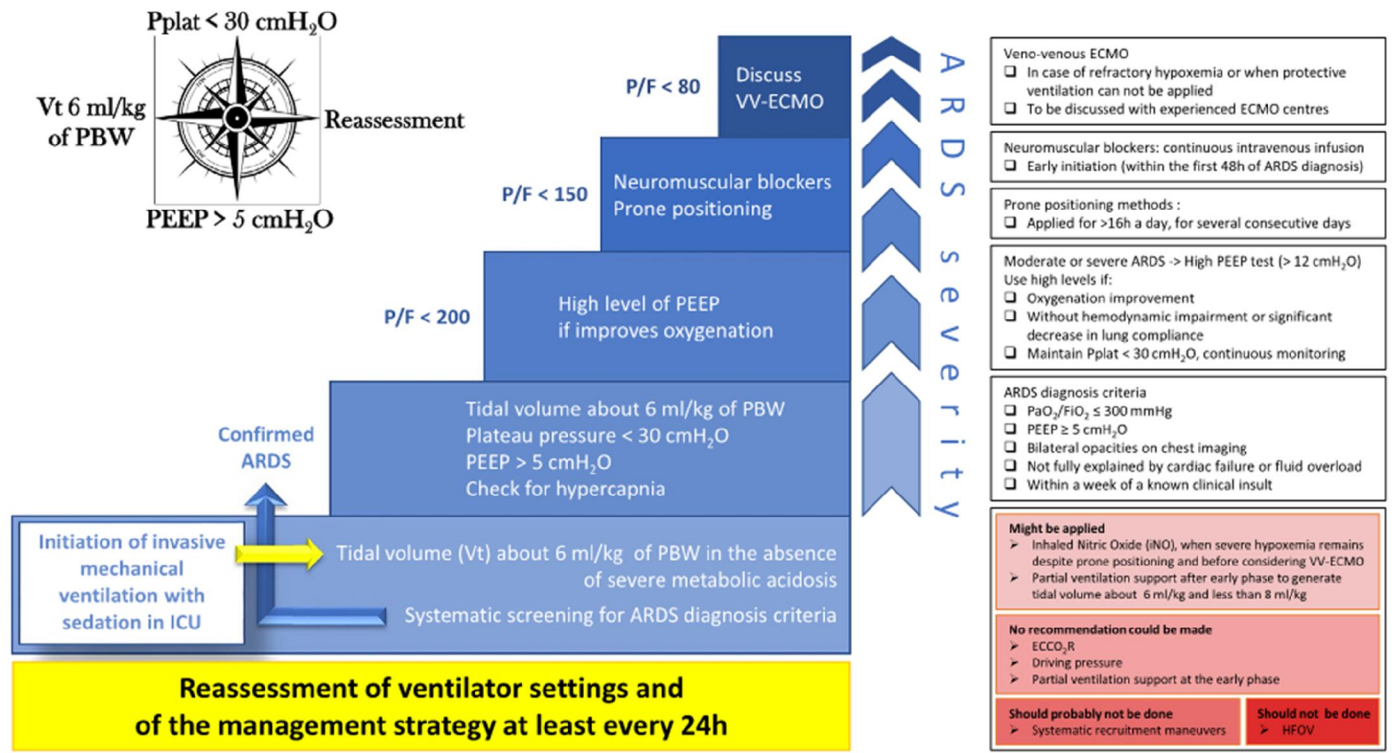 Pplat < 30 cmH₂O
Vt 6 ml/kg
of PBW
Reassessment
PEEP > 5 cmH₂O
P/F < 80
Discuss
VV-ECMO
P/F < 150
Neuromuscular blockers
Prone positioning
P/F < 200
High level of PEEP
if improves oxygenation
Confirmed
ARDS
Tidal volume about 6 ml/kg of PBW
Plateau pressure < 30 cmH₂O
PEEP > 5 cmH₂O
Check for hypercapnia
Initiation of invasive
mechanical
ventilation with
sedation in ICU
Tidal volume (Vt) about 6 ml/kg of PBW in the absence
of severe metabolic acidosis
Systematic screening for ARDS diagnosis criteria
Reassessment of ventilator settings and
of the management strategy at least every 24h
ARDS severity
Veno-venous ECMO
❑ In case of refractory hypoxemia or when protective
ventilation can not be applied
❑ To be discussed with experienced ECMO centres
Neuromuscular blockers: continuous intravenous infusion
❑ Early initiation (within the first 48h of ARDS diagnosis)
Prone positioning methods :
❑ Applied for >16h a day, for several consecutive days
Moderate or severe ARDS -> High PEEP test (> 12 cmH₂O)
Use high levels if:
❑ Oxygenation improvement
❑ Without hemodynamic impairment or significant
decrease in lung compliance
❑ Maintain Pplat < 30 cmH₂O, continuous monitoring
ARDS diagnosis criteria
❑ PaO₂/FiO₂ ≤ 300 mmHg
❑ PEEP ≥ 5 cmH₂O
❑ Bilateral opacities on chest imaging
❑ Not fully explained by cardiac failure or fluid overload
❑ Within a week of a known clinical insult
Might be applied
➢ Inhaled Nitric Oxide (iNO), when severe hypoxemia remains
despite prone positioning and before considering VV-ECMO
➢ Partial ventilation support after early phase to generate
tidal volume about 6 ml/kg and less than 8 ml/kg
No recommendation could be made
➢ ECCO₂R
➢ Driving pressure
➢ Partial ventilation support at the early phase
Should probably not be done
➢ Systematic recruitment maneuvers
Should not be done
➢ HFOV